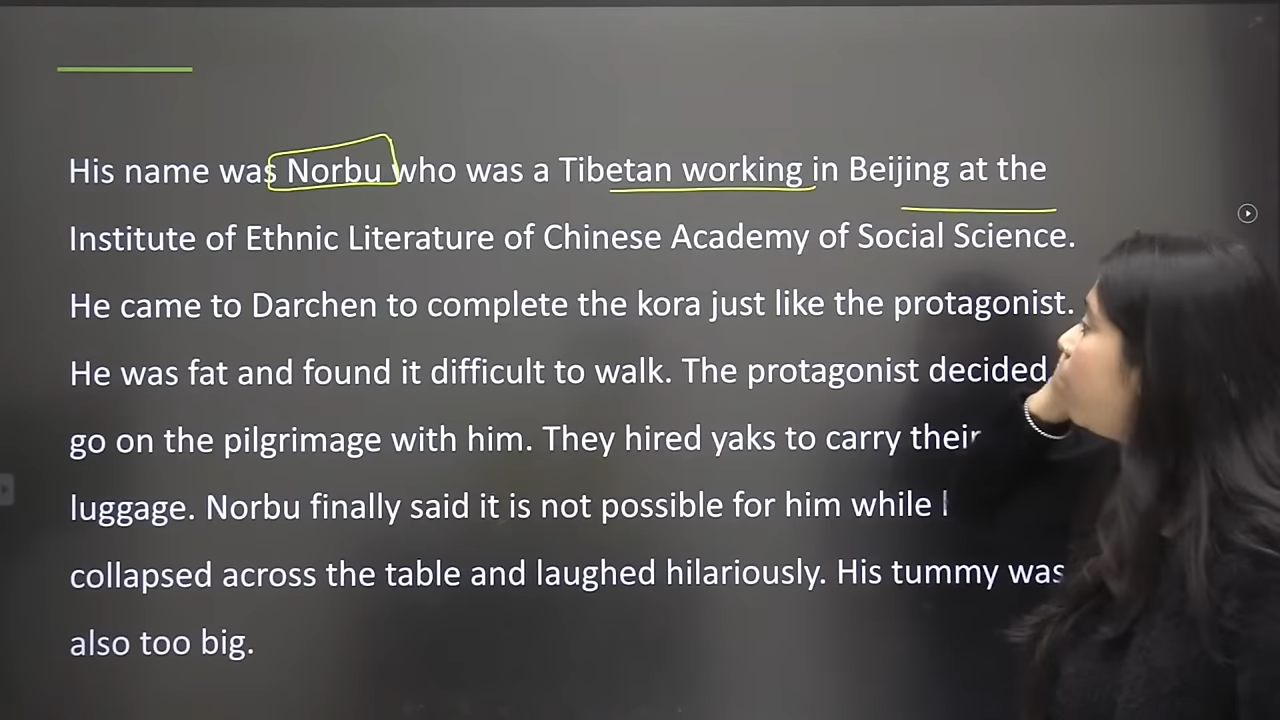 His name was Norbu who was a Tibetan working in Beijing at the
Institute of Ethnic Literature of Chinese Academy of Social Science.
He came to Darchen to complete the kora just like the protagonist.
He was fat and found it difficult to walk. The protagonist decided
go on the pilgrimage with him. They hired yaks to carry their
luggage. Norbu finally said it is not possible for him while
collapsed across the table and laughed hilariously. His tummy was
also too big.